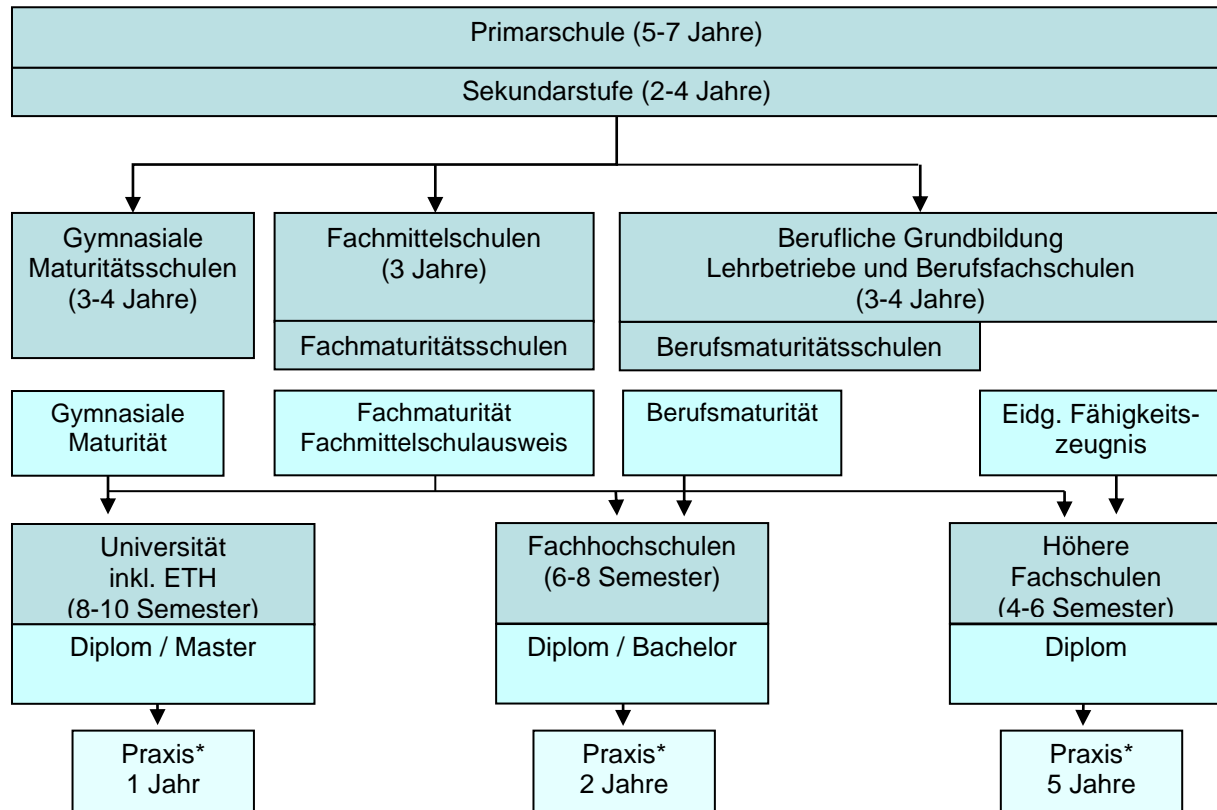 Primarschule (5-7 Jahre)
Sekundarstufe (2-4 Jahre)
Gymnasiale
Maturitätsschulen
(3-4 Jahre)
Fachmittelschulen
(3 Jahre)
Fachmaturitätsschulen
Berufliche Grundbildung
Lehrbetriebe und Berufsfachschulen
(3-4 Jahre)
Berufsmaturitätsschulen
Gymnasiale
Maturität
Fachmaturität
Fachmittelschulausweis
Berufsmaturität
Eidg. Fähigkeits-
zeugnis
Universität
inkl. ETH
(8-10 Semester)
Diplom / Master
Fachhochschulen
(6-8 Semester)
Diplom / Bachelor
Höhere
Fachschulen
(4-6 Semester)
Diplom
Praxis*
1 Jahr
Praxis*
2 Jahre
Praxis*
5 Jahre